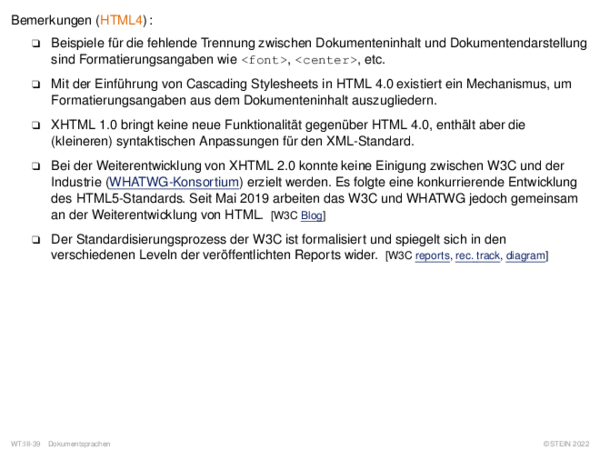 Bemerkungen (HTML4):
❑ Beispiele für die fehlende Trennung zwischen Dokumenteninhalt und Dokumentendarstellung
sind Formatierungsangaben wie <font>, <center>, etc.
❑ Mit der Einführung von Cascading Stylesheets in HTML 4.0 existiert ein Mechanismus, um
Formatierungsangaben aus dem Dokumenteninhalt auszugliedern.
❑ XHTML 1.0 bringt keine neue Funktionalität gegenüber HTML 4.0, enthält aber die
(kleineren) syntaktischen Anpassungen für den XML-Standard.
❑ Bei der Weiterentwicklung von XHTML 2.0 konnte keine Einigung zwischen W3C und der
Industrie (WHATWG-Konsortium) erzielt werden. Es folgte eine konkurrierende Entwicklung
des HTML5-Standards. Seit Mai 2019 arbeiten das W3C und WHATWG jedoch gemeinsam
an der Weiterentwicklung von HTML. [W3C Blog]
❑ Der Standardisierungsprozess der W3C ist formalisiert und spiegelt sich in den
verschiedenen Leveln der veröffentlichten Reports wider. [W3C reports, rec. track, diagram]
WT:III-39 Dokumentsprachen ©STEIN 2022